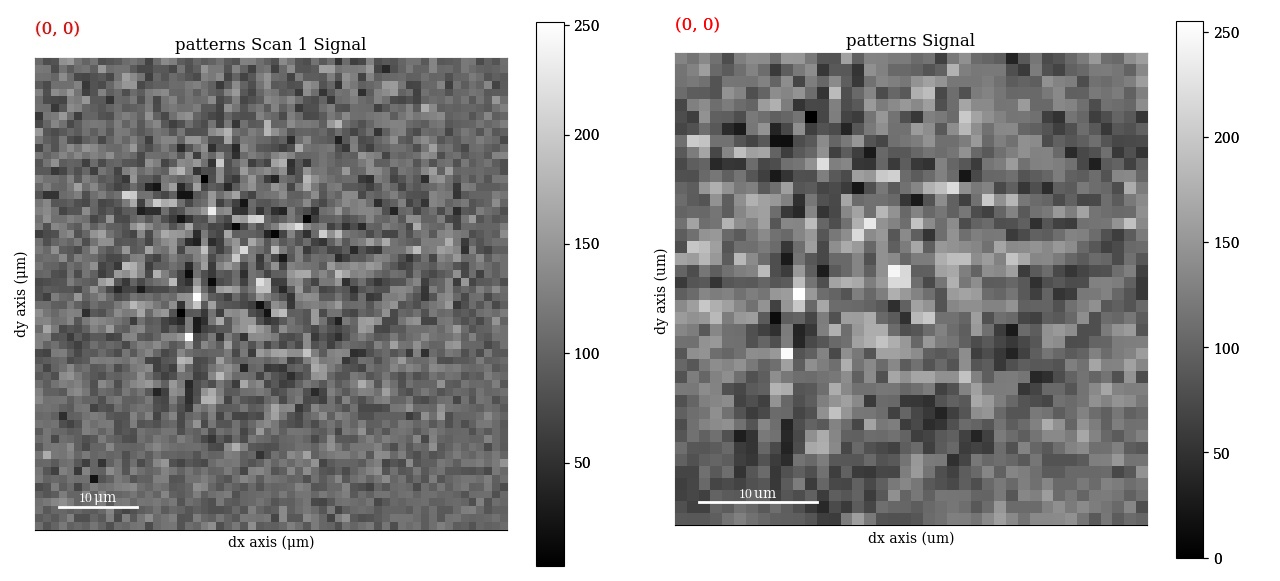 (0, 0)
patterns Scan 1 Signal
dy axis (μm)
10 μm
dx axis (μm)
250
200
150
100
50
(0, 0)
patterns Signal
dy axis (um)
10 um
dx axis (um)
250
200
150
100
50
0